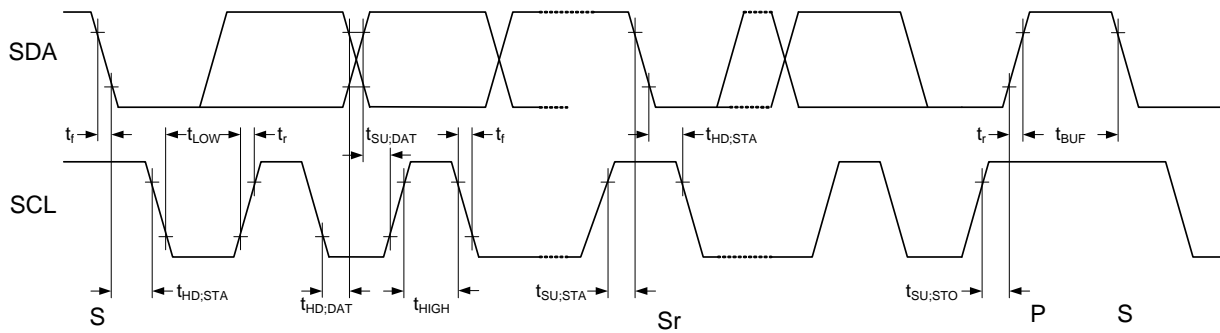 SDA
t_f
t_LOW
t_r
t_SU;DAT
t_f
t_HD;STA
t_r
t_BUF
SCL
t_HD;STA
t_HD;DAT
t_HIGH
t_SU;STA
t_SU;STO
S
Sr
P
S